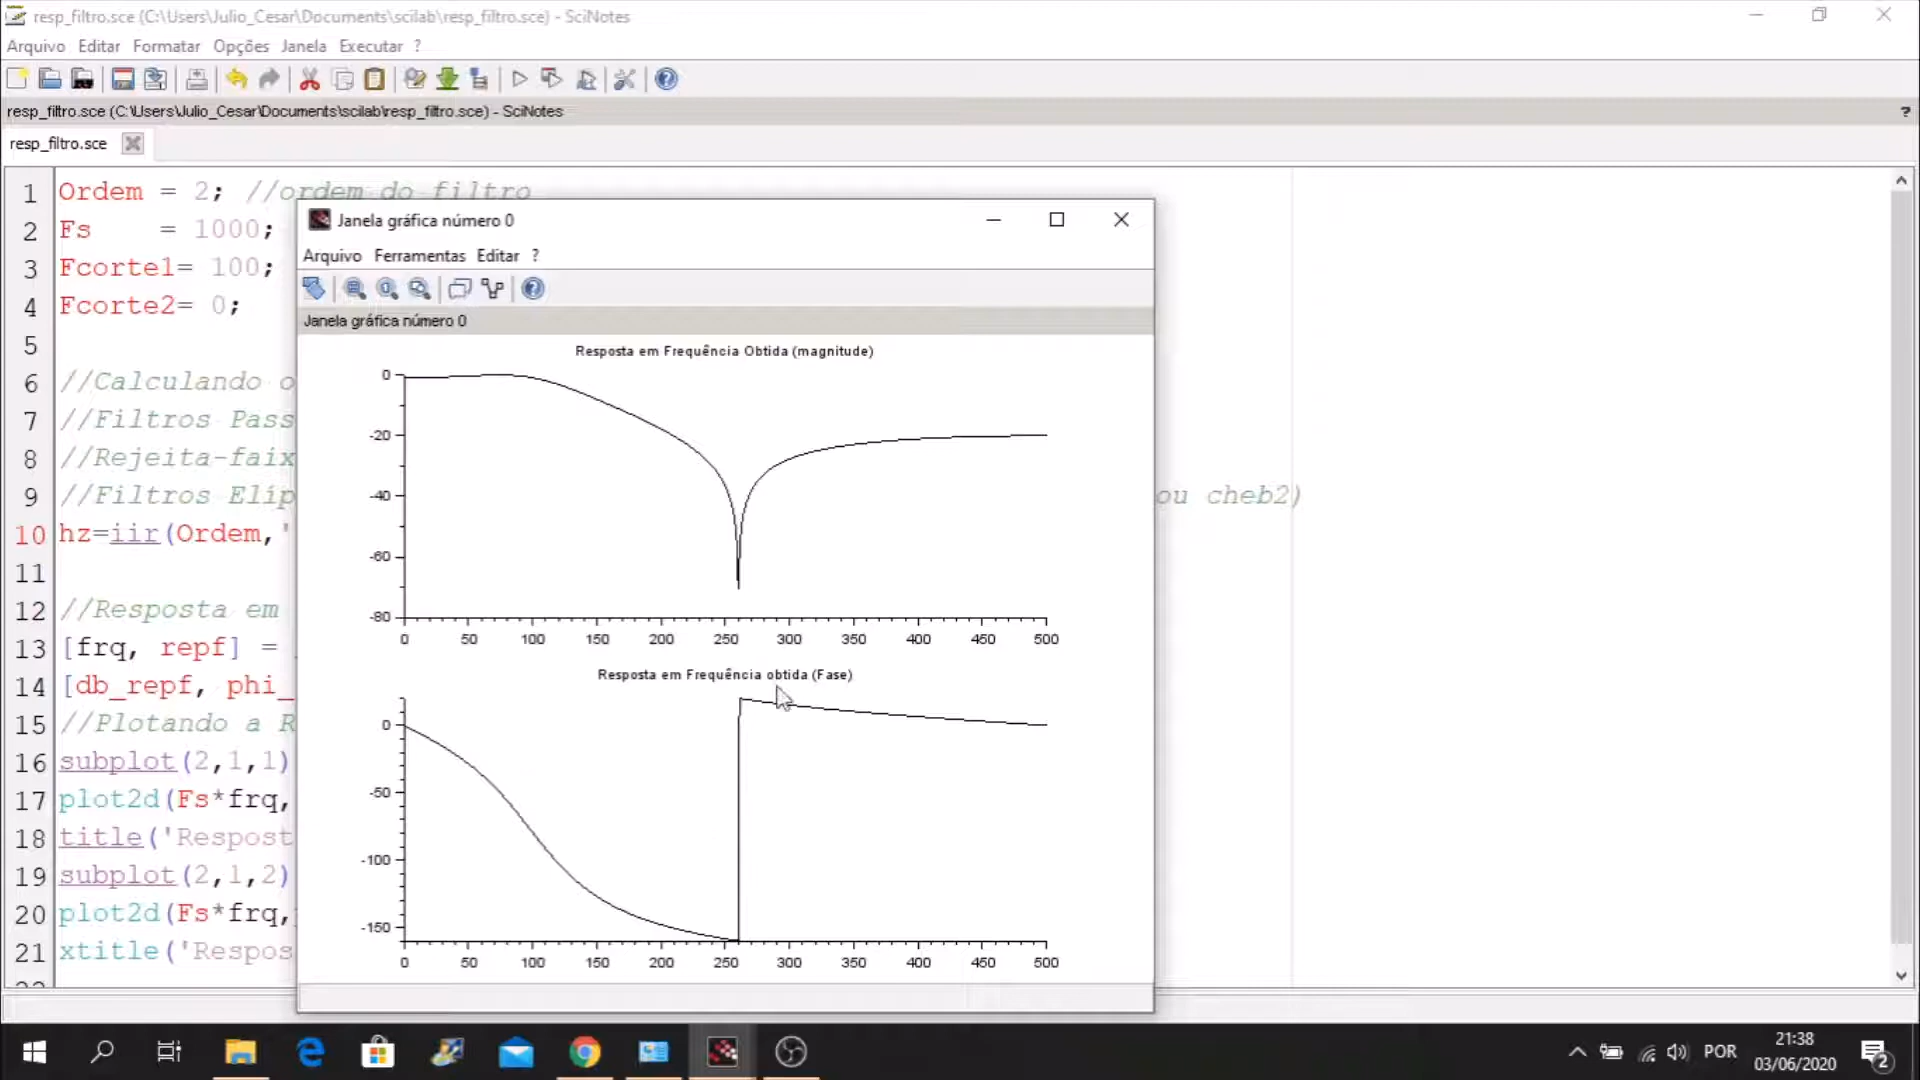 resp_filtro.sce (C:\Users\Julio_Cesar\Documents\scilab\resp_filtro.sce) - SciNotes
Arquivo Editar Formatar Opções Janela Executar ?
resp_filtro.sce (C:\Users\Julio_Cesar\Documents\scilab\resp_filtro.sce) - SciNotes ?
resp_filtro.sce
1 Ordem = 2; //ordem do filtro
2 Fs = 1000;
3 Fcorte1= 100;
4 Fcorte2= 0;
5
6 //Calculando o
7 //Filtros Pass
8 //Rejeita-faix
9 //Filtros Elíp ou cheb2)
10 hz=iir(Ordem,'
11
12 //Resposta em
13 [frq, repf] =
14 [db_repf, phi_
15 //Plotando a R
16 subplot(2,1,1)
17 plot2d(Fs*frq,
18 title('Respost
19 subplot(2,1,2)
20 plot2d(Fs*frq,
21 xtitle('Respos
Janela gráfica número 0
Arquivo Ferramentas Editar ?
Janela gráfica número 0
Resposta em Frequência Obtida (magnitude)
0
-20
-40
-60
-80
0 50 100 150 200 250 300 350 400 450 500
Resposta em Frequência obtida (Fase)
0
-50
-100
-150
0 50 100 150 200 250 300 350 400 450 500
POR
21:38
03/06/2020
2